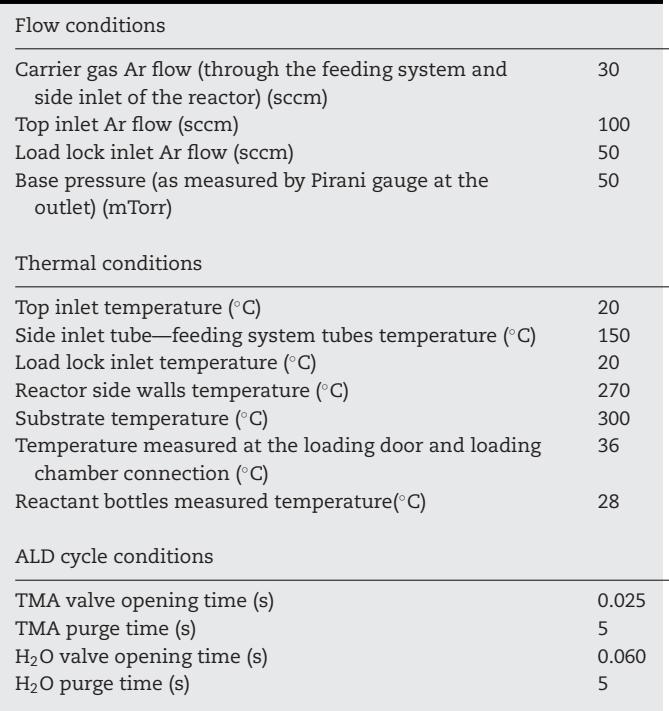 Flow conditions
Carrier gas Ar flow (through the feeding system and 30
side inlet of the reactor) (sccm)
Top inlet Ar flow (sccm) 100
Load lock inlet Ar flow (sccm) 50
Base pressure (as measured by Pirani gauge at the 50
outlet) (mTorr)
Thermal conditions
Top inlet temperature (°C) 20
Side inlet tube—feeding system tubes temperature (°C) 150
Load lock inlet temperature (°C) 20
Reactor side walls temperature (°C) 270
Substrate temperature (°C) 300
Temperature measured at the loading door and loading 36
chamber connection (°C)
Reactant bottles measured temperature(°C) 28
ALD cycle conditions
TMA valve opening time (s) 0.025
TMA purge time (s) 5
H₂O valve opening time (s) 0.060
H₂O purge time (s) 5